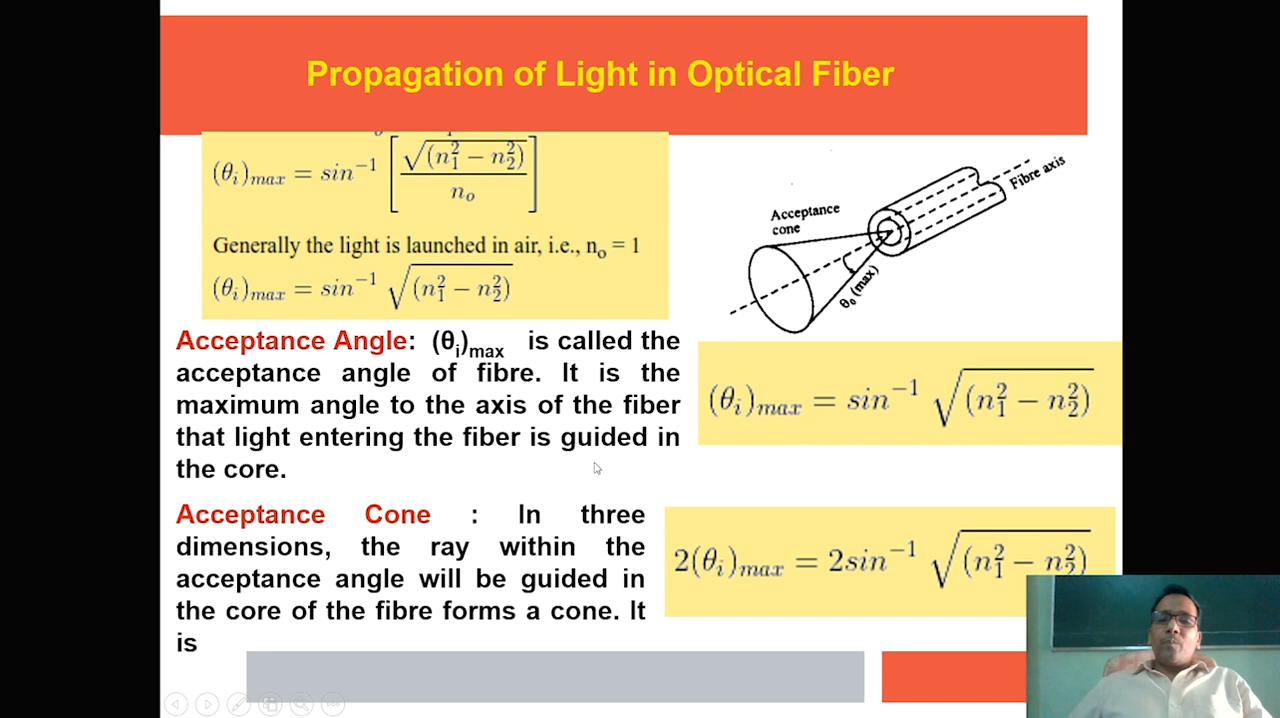 Propagation of Light in Optical Fiber
(θᵢ)ₘₐₓ = sin⁻¹ [√(n₁² − n₂²) / nₒ]
Generally the light is launched in air, i.e., nₒ = 1
(θᵢ)ₘₐₓ = sin⁻¹ √(n₁² − n₂²)
Acceptance
cone
Fibre axis
θₒ (max)
Acceptance Angle: (θᵢ)ₘₐₓ is called the
acceptance angle of fibre. It is the
maximum angle to the axis of the fiber
that light entering the fiber is guided in
the core.
(θᵢ)ₘₐₓ = sin⁻¹ √(n₁² − n₂²)
Acceptance Cone : In three
dimensions, the ray within the
acceptance angle will be guided in
the core of the fibre forms a cone. It
is
2(θᵢ)ₘₐₓ = 2sin⁻¹ √(n₁² − n₂²)